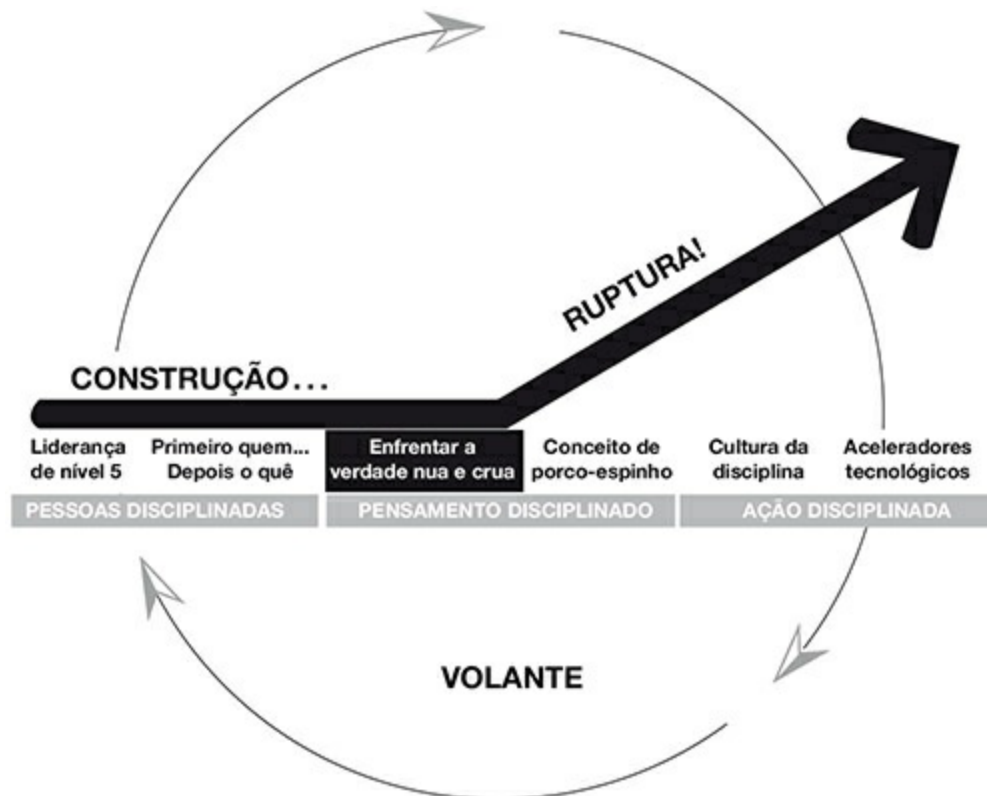 RUPTURA!
CONSTRUÇÃO...
Liderança
de nível 5
Primeiro quem...
Depois o quê
Enfrentar a
verdade nua e crua
Conceito de
porco-espinho
Cultura da
disciplina
Aceleradores
tecnológicos
PESSOAS DISCIPLINADAS
PENSAMENTO DISCIPLINADO
AÇÃO DISCIPLINADA
VOLANTE